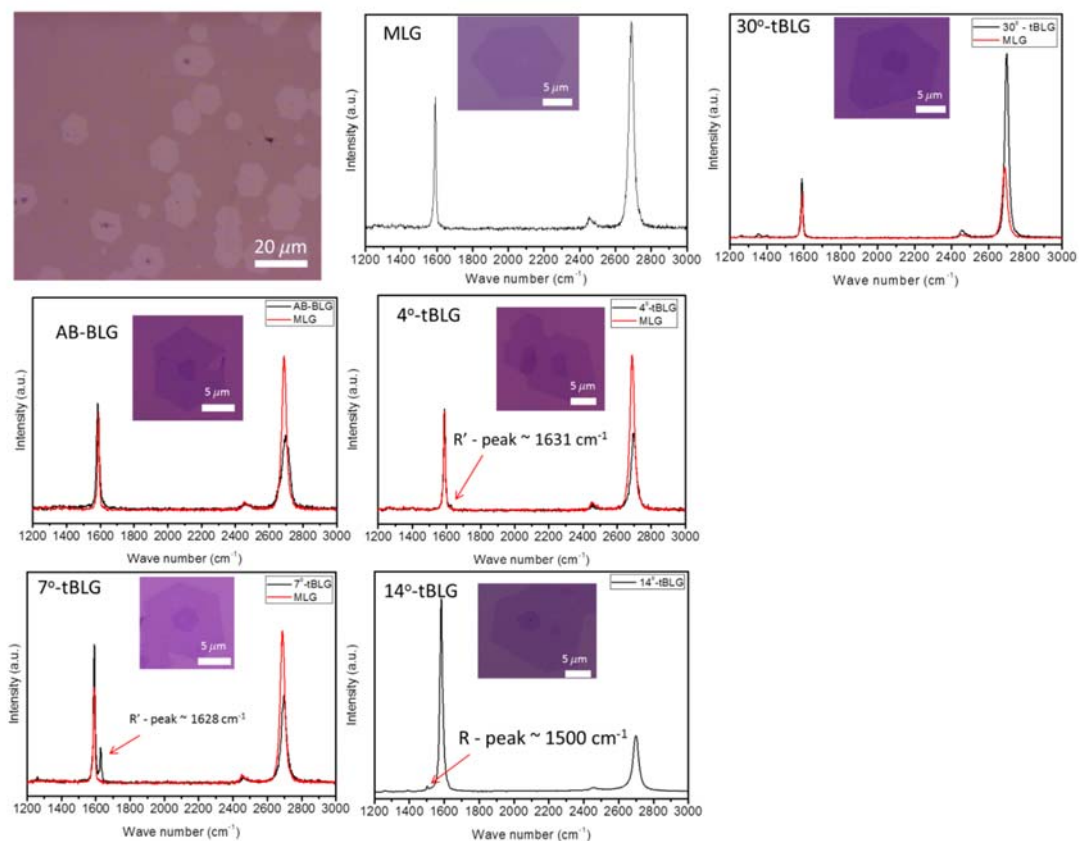 20 μm
MLG
5 μm
Intensity (a.u.)
1200 1400 1600 1800 2000 2200 2400 2600 2800 3000
Wave number (cm⁻¹)
30°-tBLG
30° - tBLG
MLG
5 μm
Intensity (a.u.)
1200 1400 1600 1800 2000 2200 2400 2600 2800 3000
Wave number (cm⁻¹)
AB-BLG
AB-BLG
MLG
5 μm
Intensity (a.u.)
1200 1400 1600 1800 2000 2200 2400 2600 2800 3000
Wave number (cm⁻¹)
4°-tBLG
4°-tBLG
MLG
5 μm
R′ - peak ~ 1631 cm⁻¹
Intensity (a.u.)
1200 1400 1600 1800 2000 2200 2400 2600 2800 3000
Wave number (cm⁻¹)
7°-tBLG
7°-tBLG
MLG
5 μm
R′ - peak ~ 1628 cm⁻¹
Intensity (a.u.)
1200 1400 1600 1800 2000 2200 2400 2600 2800 3000
Wave number (cm⁻¹)
14°-tBLG
14°-tBLG
5 μm
R - peak ~ 1500 cm⁻¹
Intensity (a.u.)
1200 1400 1600 1800 2000 2200 2400 2600 2800 3000
Wave number (cm⁻¹)